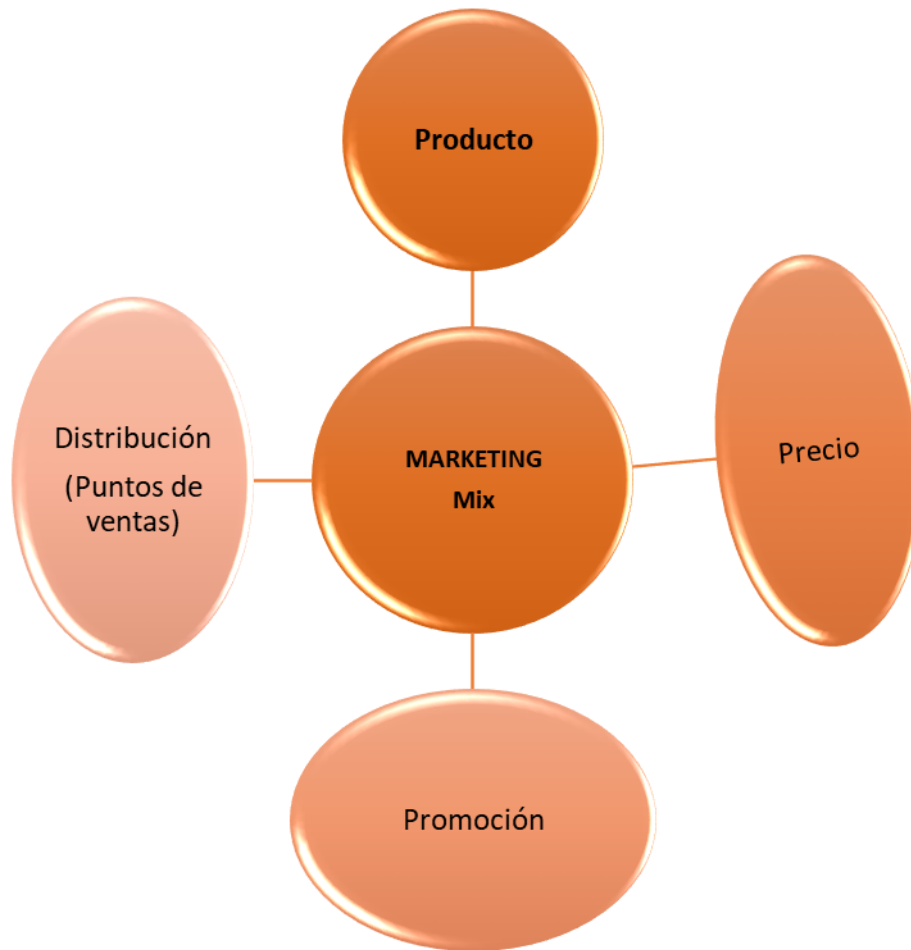 Producto
Distribución
(Puntos de
ventas)
MARKETING
Mix
Precio
Promoción